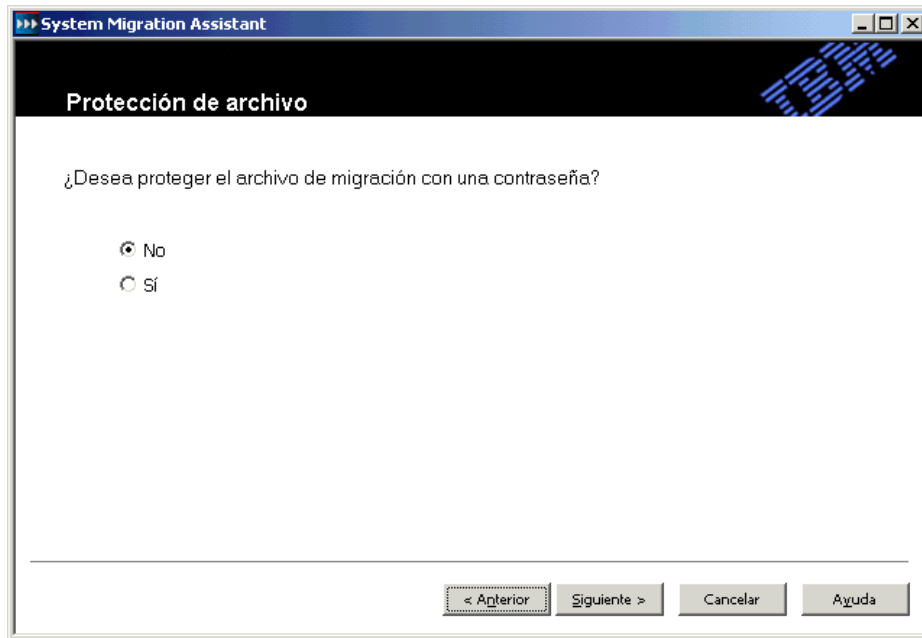 System Migration Assistant
IBM
Protección de archivo
¿Desea proteger el archivo de migración con una contraseña?
No
Sí
< Anterior Siguiente > Cancelar Ayuda